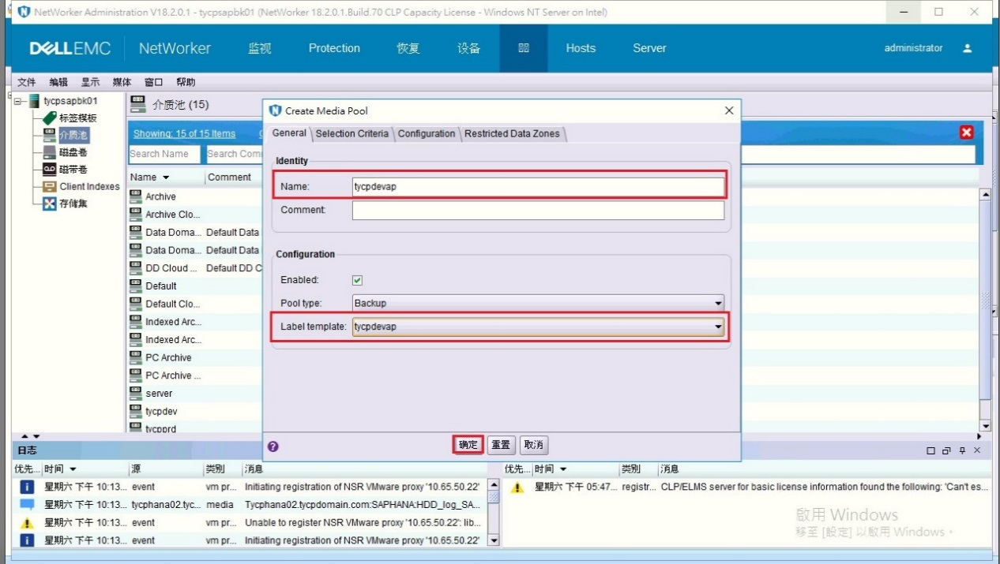 NetWorker Administration V18.2.0.1 - tycpsapbk01 (NetWorker 18.2.0.1.Build.70 CLP Capacity License - Windows NT Server on Intel)
DELLEMC NetWorker 监视 Protection 恢复 设备 Hosts Server administrator
文件 编辑 显示 媒体 窗口 帮助
tycpsapbk01
标签模板
介质池
磁盘卷
磁带卷
Client Indexes
存储集
介质池 (15)
Showing: 15 of 15 Items
Search Name Search Com
Name Comment
Archive
Archive Clo...
Data Doma... Default Data
Data Doma... Default Data
DD Cloud ... Default DD C
Default
Default Clo...
Indexed Arc...
Indexed Arc...
PC Archive
PC Archive ...
server
tycpdev
tycpprd
Create Media Pool
General Selection Criteria Configuration Restricted Data Zones
Identity
Name: tycpdevap
Comment:
Configuration
Enabled:
Pool type: Backup
Label template: tycpdevap
确定 重置 取消
日志
优先... 时间 源 类别 消息
星期六 下午 10:13... event vm pr... Initiating registration of NSR VMware proxy '10.65.50.22'
星期六 下午 10:13... tycphana02.tyc... media Tycphana02.tycpdomain.com:SAPHANA:HDD_log_SA...
星期六 下午 10:13... event vm pr... Unable to register NSR VMware proxy '10.65.50.22': lib...
星期六 下午 10:13... event vm pr... Initiating registration of NSR VMware proxy '10.65.50.22'
优先... 时间 类别 消息
星期六 下午 05:47... registr... CLP/ELMS server for basic license information found the following: 'Can't es...
啟用 Windows
移至 [設定] 以啟用 Windows。